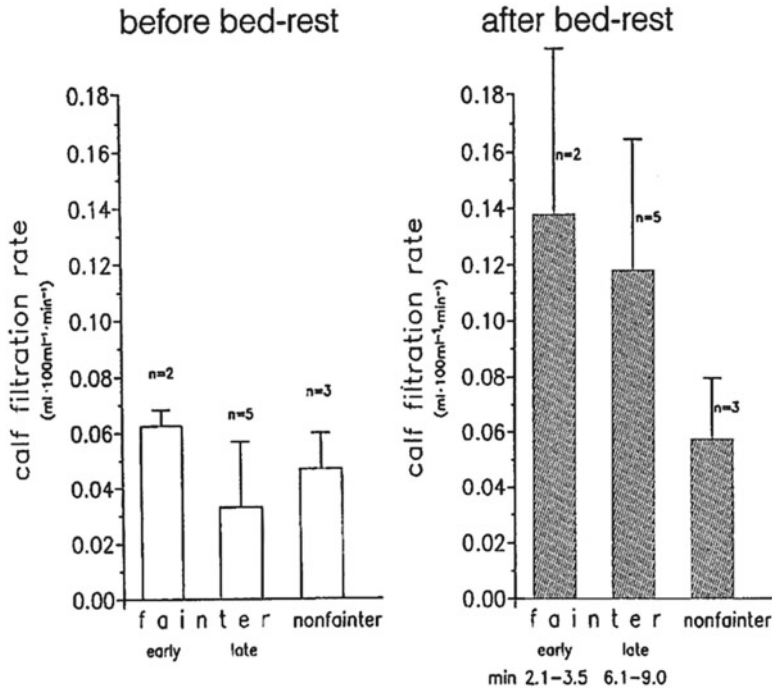 before bed-rest
calf filtration rate
(ml·100ml⁻¹·min⁻¹)
0.18
0.16
0.14
0.12
0.10
0.08
0.06
0.04
0.02
0.00
n=2
n=5
n=3
f a i n t e r nonfainter
early late
after bed-rest
calf filtration rate
(ml·100ml⁻¹·min⁻¹)
0.18
0.16
0.14
0.12
0.10
0.08
0.06
0.04
0.02
0.00
n=2
n=5
n=3
f a i n t e r nonfainter
early late
min 2.1–3.5 6.1–9.0